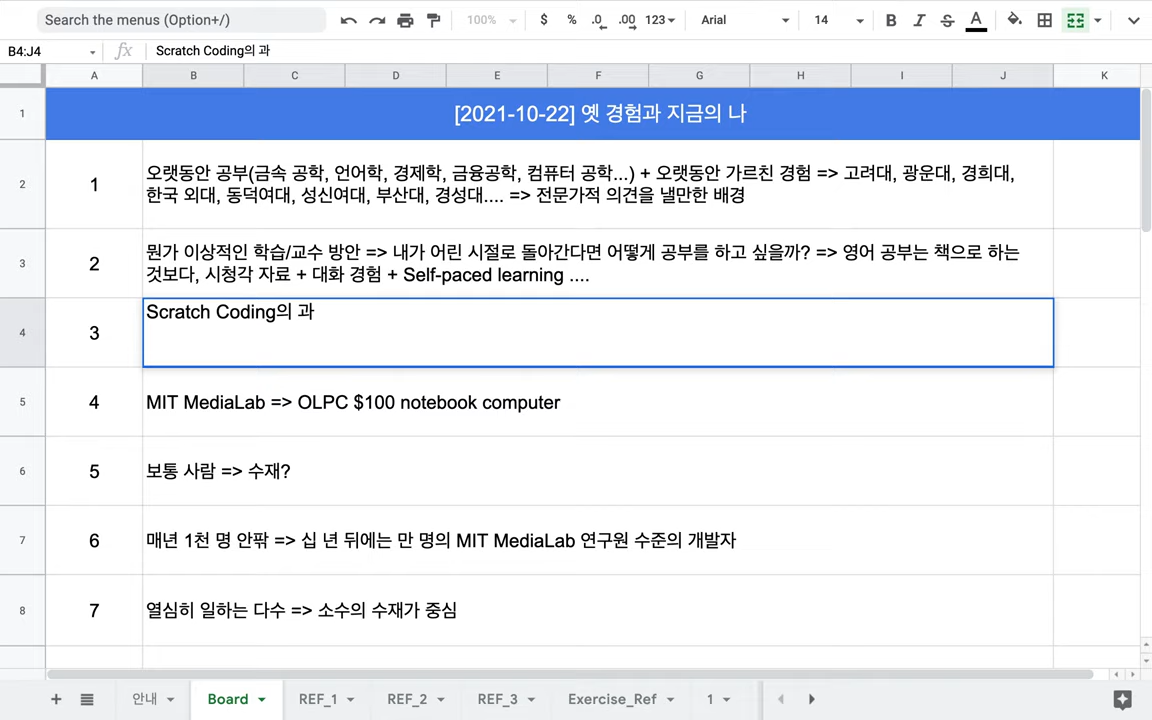 Search the menus (Option+/)
100%
$ % .0 .00 123
Arial
14
B I S A
B4:J4
fx
Scratch Coding의 과
A B C D E F G H I J K
1 [2021-10-22] 옛 경험과 지금의 나
2 1 오랫동안 공부(금속 공학, 언어학, 경제학, 금융공학, 컴퓨터 공학...) + 오랫동안 가르친 경험 => 고려대, 광운대, 경희대,
한국 외대, 동덕여대, 성신여대, 부산대, 경성대.... => 전문가적 의견을 낼만한 배경
3 2 뭔가 이상적인 학습/교수 방안 => 내가 어린 시절로 돌아간다면 어떻게 공부를 하고 싶을까? => 영어 공부는 책으로 하는
것보다, 시청각 자료 + 대화 경험 + Self-paced learning ....
4 3 Scratch Coding의 과
5 4 MIT MediaLab => OLPC $100 notebook computer
6 5 보통 사람 => 수재?
7 6 매년 1천 명 안팎 => 십 년 뒤에는 만 명의 MIT MediaLab 연구원 수준의 개발자
8 7 열심히 일하는 다수 => 소수의 수재가 중심
+ 안내 Board REF_1 REF_2 REF_3 Exercise_Ref 1